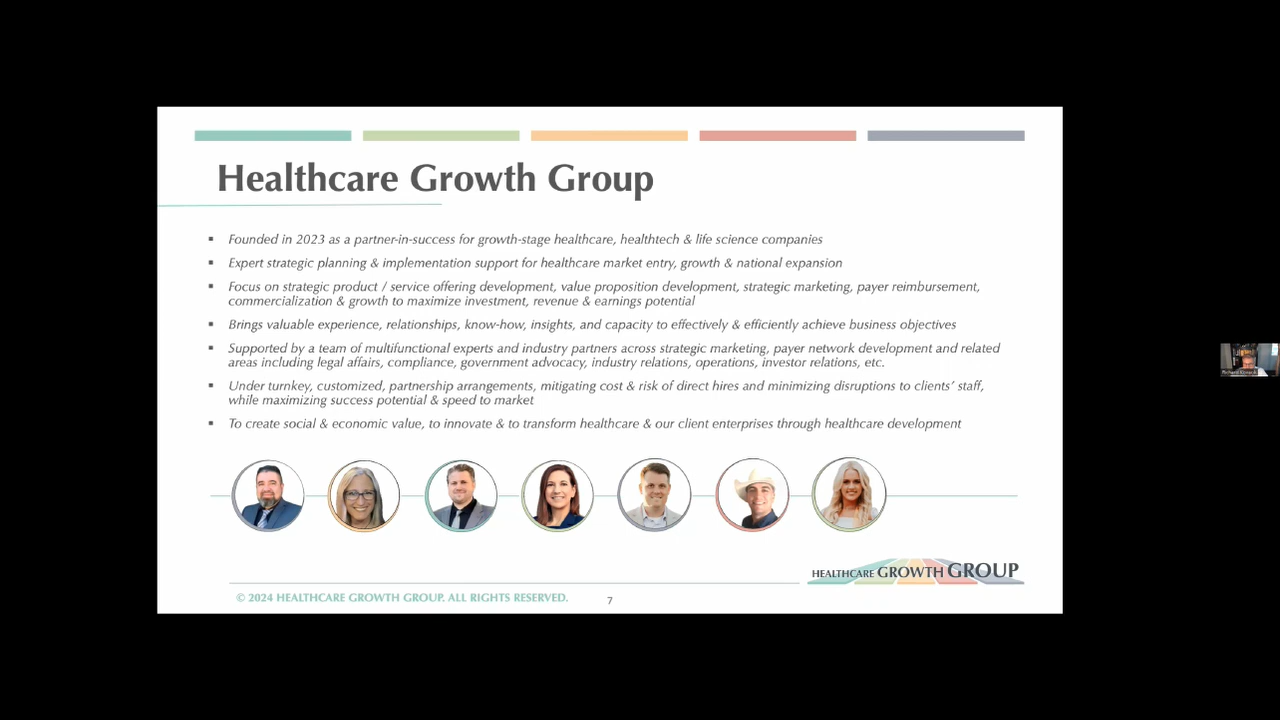 Healthcare Growth Group
▪ Founded in 2023 as a partner-in-success for growth-stage healthcare, healthtech & life science companies
▪ Expert strategic planning & implementation support for healthcare market entry, growth & national expansion
▪ Focus on strategic product / service offering development, value proposition development, strategic marketing, payer reimbursement,
commercialization & growth to maximize investment, revenue & earnings potential
▪ Brings valuable experience, relationships, know-how, insights, and capacity to effectively & efficiently achieve business objectives
▪ Supported by a team of multifunctional experts and industry partners across strategic marketing, payer network development and related
areas including legal affairs, compliance, government advocacy, industry relations, operations, investor relations, etc.
▪ Under turnkey, customized, partnership arrangements, mitigating cost & risk of direct hires and minimizing disruptions to clients' staff,
while maximizing success potential & speed to market
▪ To create social & economic value, to innovate & to transform healthcare & our client enterprises through healthcare development
HEALTHCARE GROWTH GROUP
© 2024 HEALTHCARE GROWTH GROUP. ALL RIGHTS RESERVED.
7